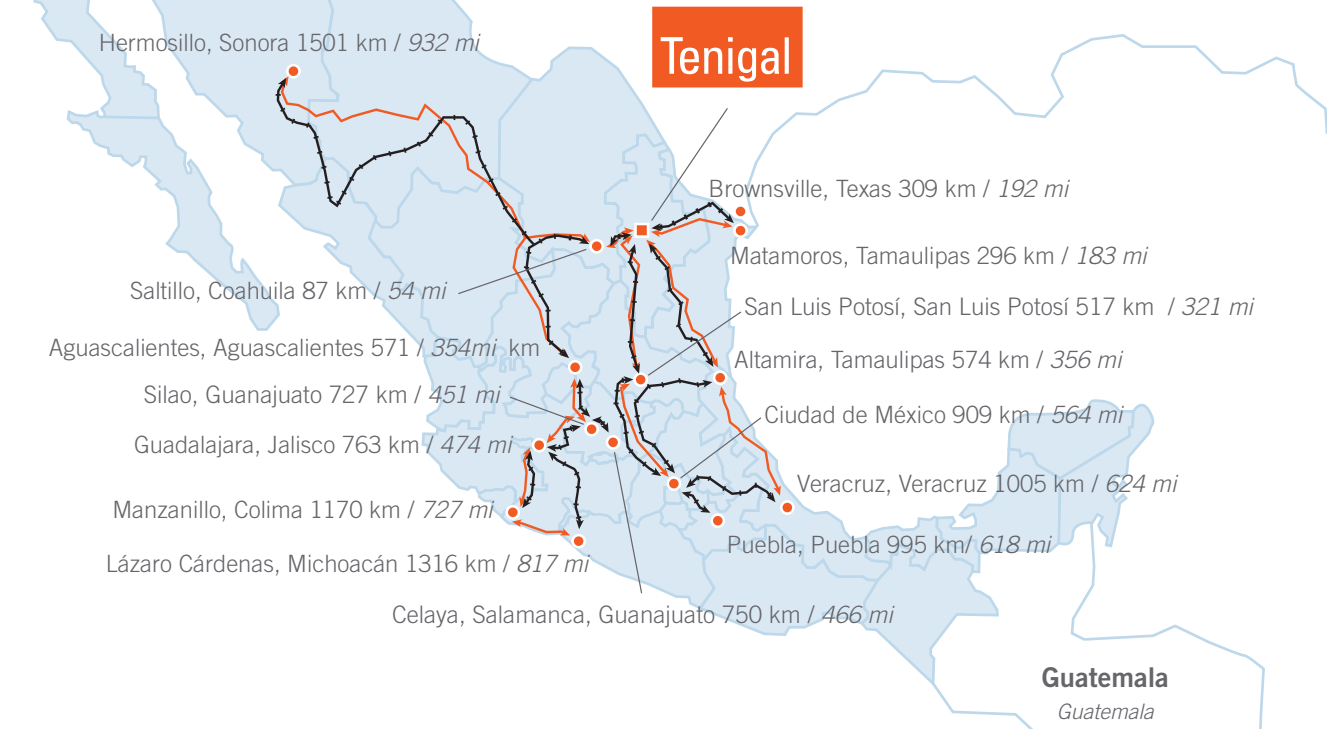 Hermosillo, Sonora 1501 km / 932 mi
Tenigal
Brownsville, Texas 309 km / 192 mi
Matamoros, Tamaulipas 296 km / 183 mi
Saltillo, Coahuila 87 km / 54 mi
San Luis Potosí, San Luis Potosí 517 km / 321 mi
Aguascalientes, Aguascalientes 571 / 354mi km
Altamira, Tamaulipas 574 km / 356 mi
Silao, Guanajuato 727 km / 451 mi
Ciudad de México 909 km / 564 mi
Guadalajara, Jalisco 763 km / 474 mi
Veracruz, Veracruz 1005 km / 624 mi
Manzanillo, Colima 1170 km / 727 mi
Puebla, Puebla 995 km/ 618 mi
Lázaro Cárdenas, Michoacán 1316 km / 817 mi
Celaya, Salamanca, Guanajuato 750 km / 466 mi
Guatemala
Guatemala